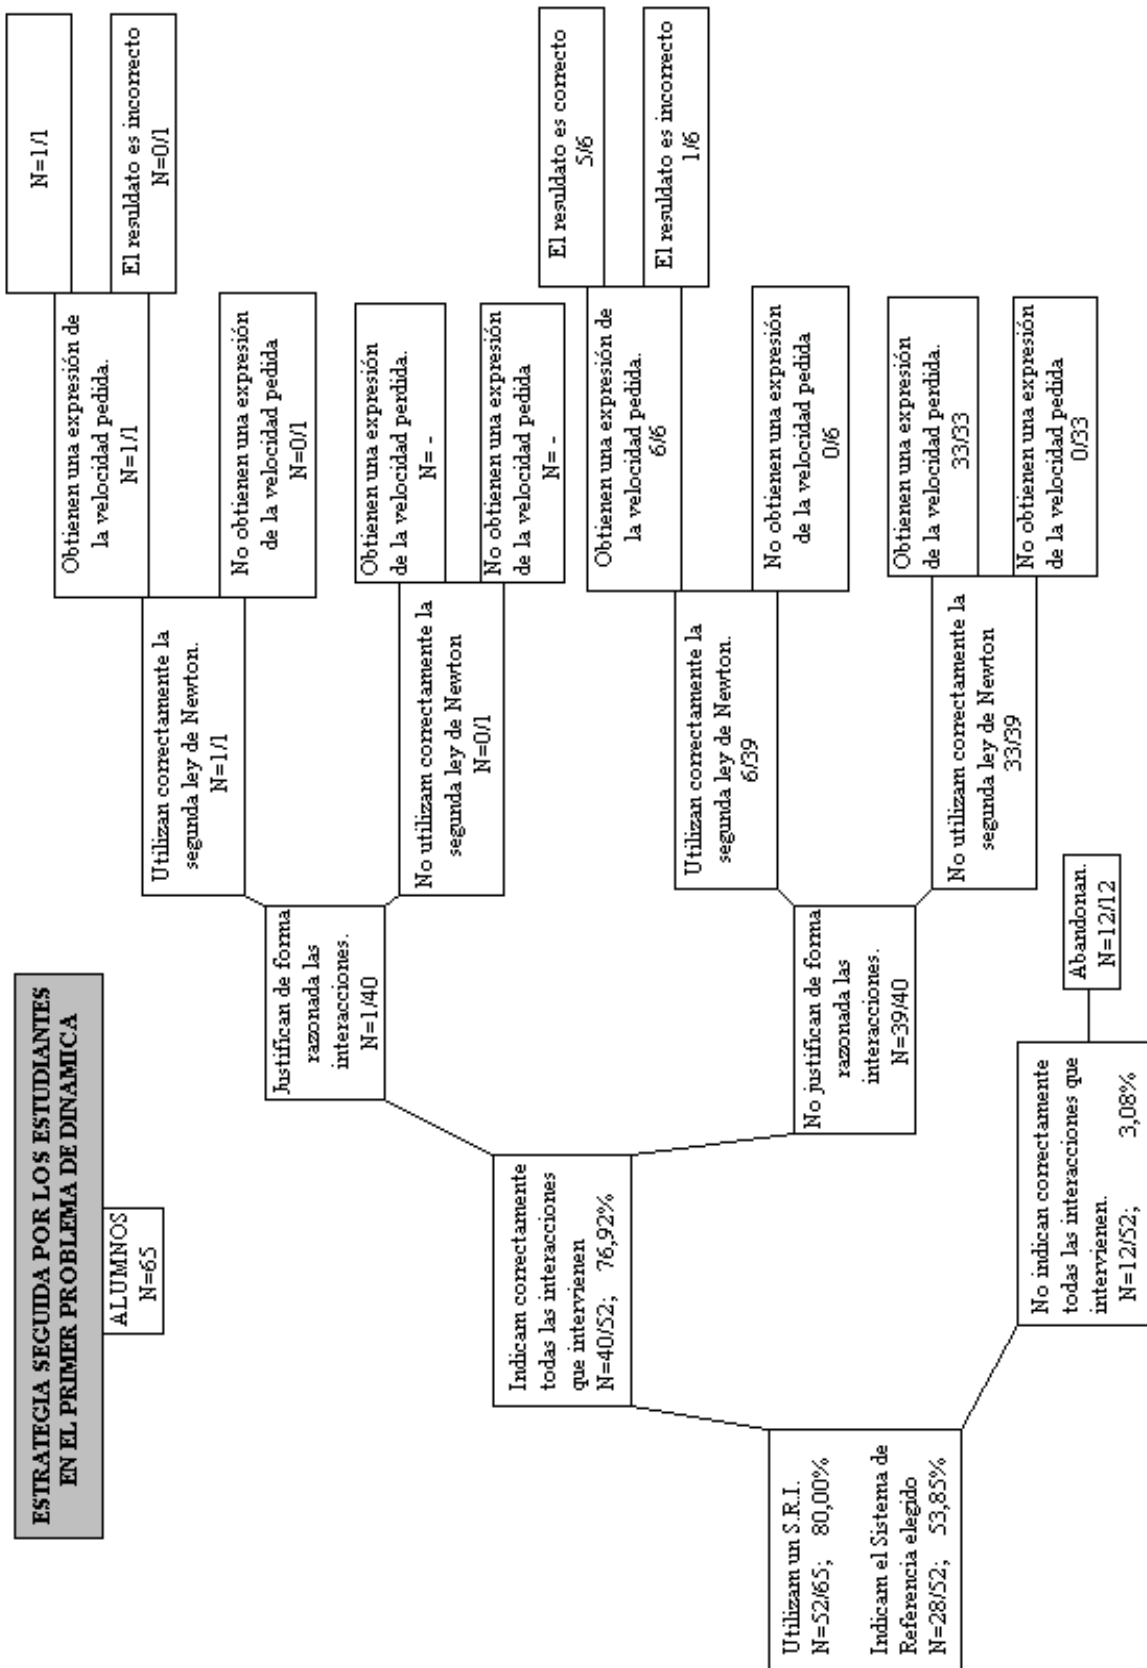 ESTRATEGIA SEGUIDA POR LOS ESTUDIANTES
EN EL PRIMER PROBLEMA DE DINAMICA
ALUMNOS
N=65
Utilizam un S.R.I.
N=52/65; 80,00%
Indicam el Sistema de
Referencia elegido
N=28/52; 53,85%
Indicam correctamente
todas las interacciones
que intervienen
N=40/52; 76,92%
No indican correctamente
todas las interacciones que
intervienen.
N=12/52; 3,08%
Abandonan.
N=12/12
Justifican de forma
razonada las
interacciones.
N=1/40
No justifican de forma
razonada las
interacciones.
N=39/40
Utilizan correctamente la
segunda ley de Newton.
N=1/1
No utilizam correctamente la
segunda ley de Newton
N=0/1
Utilizan correctamente la
segunda ley de Newton.
6/39
No utilizam correctamente la
segunda ley de Newton
33/39
Obtienen una expresión de
la velocidad pedida.
N=1/1
No obtienen una expresión
de la velocidad pedida
N=0/1
Obtienen una expresión
de la velocidad perdida.
N= -
No obtienen una expresión
de la velocidad pedida
N= -
Obtienen una expresión de
la velocidad pedida.
6/6
No obtienen una expresión
de la velocidad pedida
0/6
Obtienen una expresión
de la velocidad perdida.
33/33
No obtienen una expresión
de la velocidad pedida
0/33
N=1/1
El resuldato es incorrecto
N=0/1
El resuldato es correcto
5/6
El resuldato es incorrecto
1/6